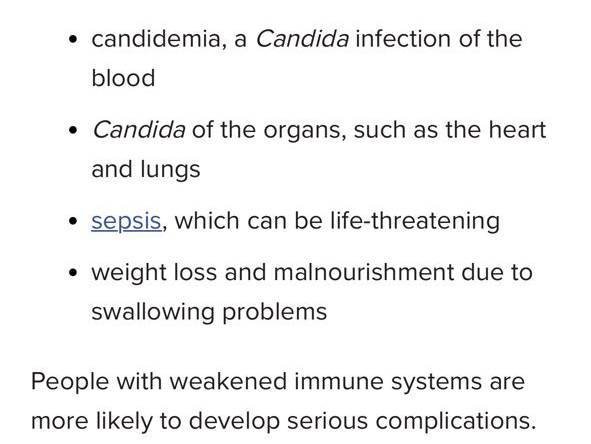 • candidemia, a Candida infection of the
blood
• Candida of the organs, such as the heart
and lungs
• sepsis, which can be life-threatening
• weight loss and malnourishment due to
swallowing problems
People with weakened immune systems are
more likely to develop serious complications.